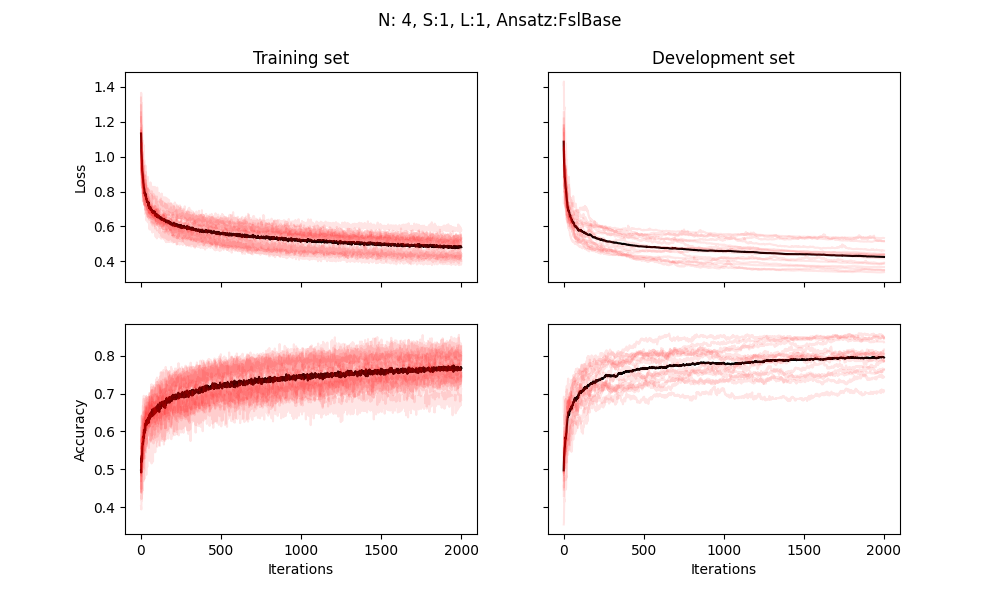 N: 4, S:1, L:1, Ansatz:FslBase
Training set
Development set
Loss
1.4
1.2
1.0
0.8
0.6
0.4
Accuracy
0.8
0.7
0.6
0.5
0.4
0 500 1000 1500 2000
Iterations
0 500 1000 1500 2000
Iterations